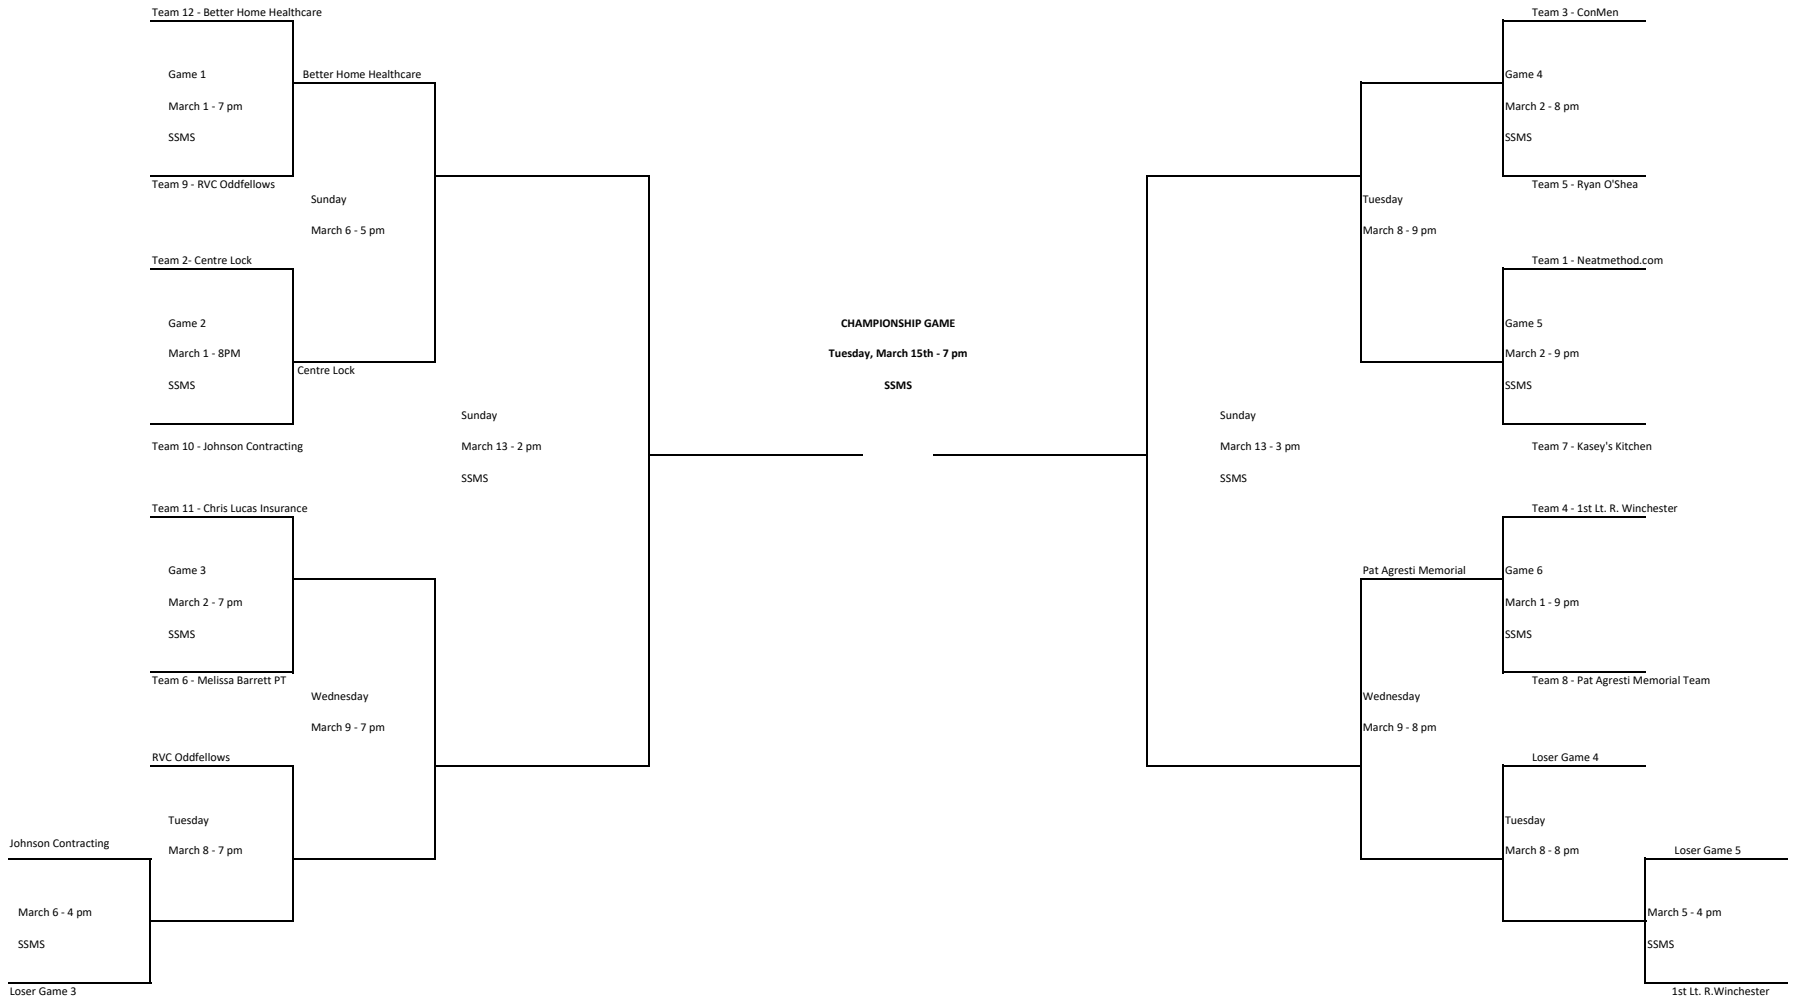 Team 12 - Better Home Healthcare
Game 1
March 1 - 7 pm
SSMS
Team 9 - RVC Oddfellows
Better Home Healthcare
Sunday
March 6 - 5 pm
Team 2- Centre Lock
Game 2
March 1 - 8PM
SSMS
Team 10 - Johnson Contracting
Centre Lock
Sunday
March 13 - 2 pm
SSMS
Team 11 - Chris Lucas Insurance
Game 3
March 2 - 7 pm
SSMS
Team 6 - Melissa Barrett PT
Wednesday
March 9 - 7 pm
RVC Oddfellows
Tuesday
March 8 - 7 pm
Johnson Contracting
March 6 - 4 pm
SSMS
Loser Game 3
CHAMPIONSHIP GAME
Tuesday, March 15th - 7 pm
SSMS
Team 3 - ConMen
Game 4
March 2 - 8 pm
SSMS
Team 5 - Ryan O'Shea
Tuesday
March 8 - 9 pm
Team 1 - Neatmethod.com
Game 5
March 2 - 9 pm
SSMS
Team 7 - Kasey's Kitchen
Sunday
March 13 - 3 pm
SSMS
Team 4 - 1st Lt. R. Winchester
Pat Agresti Memorial
Game 6
March 1 - 9 pm
SSMS
Team 8 - Pat Agresti Memorial Team
Wednesday
March 9 - 8 pm
Loser Game 4
Tuesday
March 8 - 8 pm
Loser Game 5
March 5 - 4 pm
SSMS
1st Lt. R.Winchester